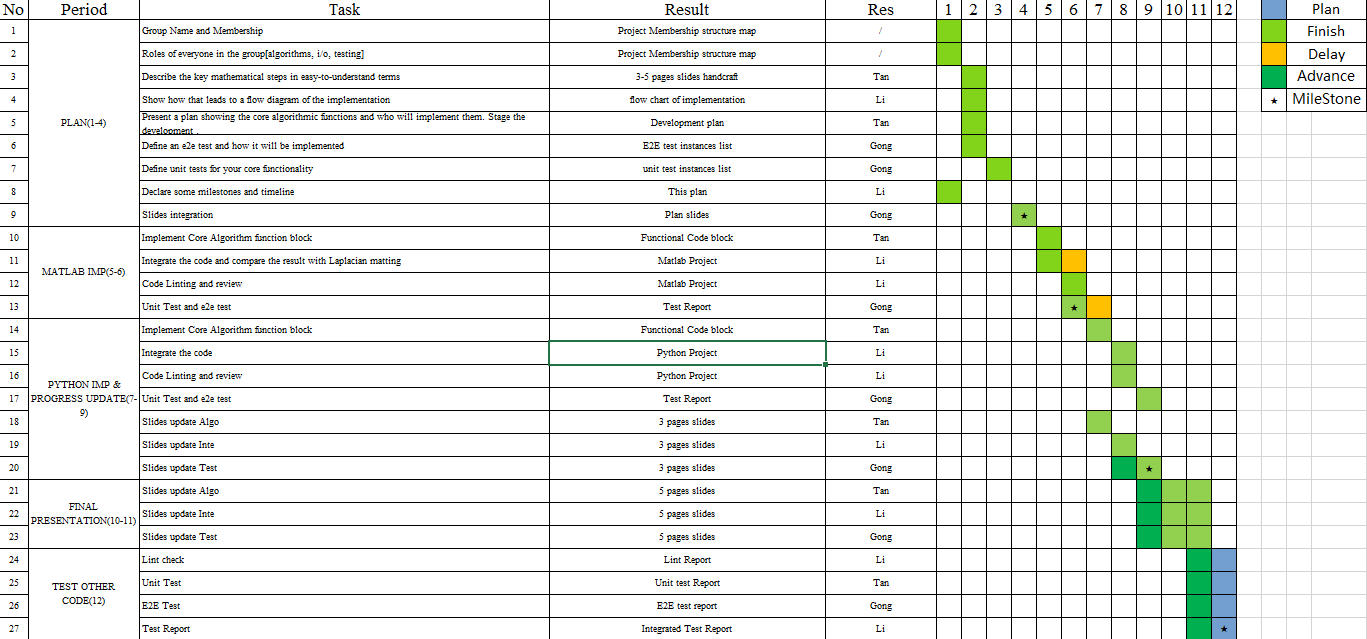 No Period Task Result Res 1 2 3 4 5 6 7 8 9 10 11 12 Plan
1 Group Name and Membership Project Membership structure map / Finish
2 Roles of everyone in the group[algorithms, i/o, testing] Project Membership structure map / Delay
3 Describe the key mathematical steps in easy-to-understand terms 3-5 pages slides handcraft Tan Advance
4 Show how that leads to a flow diagram of the implementation flow chart of implementation Li ★ MileStone
5 PLAN(1-4) Present a plan showing the core algorithmic functions and who will implement them. Stage the
development . Development plan Tan
6 Define an e2e test and how it will be implemented E2E test instances list Gong
7 Define unit tests for your core functionality unit test instances list Gong
8 Declare some milestones and timeline This plan Li
9 Slides integration Plan slides Gong ★
10 Implement Core Algorithm function block Functional Code block Tan
11 MATLAB IMP(5-6) Integrate the code and compare the result with Laplacian matting Matlab Project Li
12 Code Linting and review Matlab Project Li
13 Unit Test and e2e test Test Report Gong ★
14 Implement Core Algorithm function block Functional Code block Tan
15 Integrate the code Python Project Li
16 Code Linting and review Python Project Li
PYTHON IMP &
PROGRESS UPDATE(7-
9)
17 Unit Test and e2e test Test Report Gong
18 Slides update Algo 3 pages slides Tan
19 Slides update Inte 3 pages slides Li
20 Slides update Test 3 pages slides Gong ★
21 Slides update Algo 5 pages slides Tan
FINAL
PRESENTATION(10-11)
22 Slides update Inte 5 pages slides Li
23 Slides update Test 5 pages slides Gong
24 Lint check Lint Report Li
TEST OTHER
CODE(12)
25 Unit Test Unit test Report Tan
26 E2E Test E2E test report Gong
27 Test Report Integrated Test Report Li ★